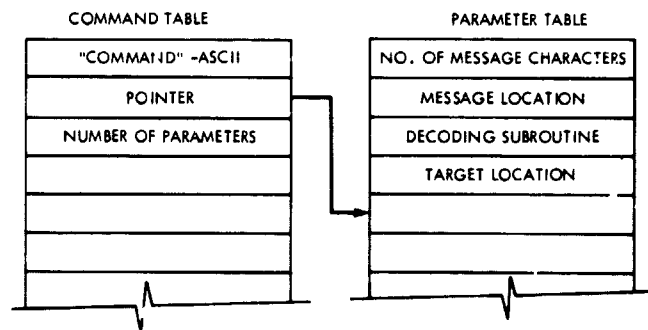 COMMAND TABLE
"COMMAND" -ASCII
POINTER
NUMBER OF PARAMETERS
PARAMETER TABLE
NO. OF MESSAGE CHARACTERS
MESSAGE LOCATION
DECODING SUBROUTINE
TARGET LOCATION